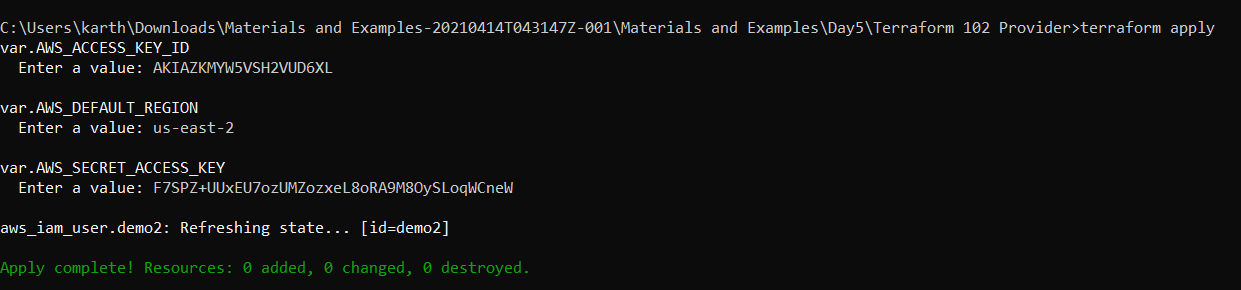 C:\Users\karth\Downloads\Materials and Examples-20210414T043147Z-001\Materials and Examples\Day5\Terraform 102 Provider>terraform apply
var.AWS_ACCESS_KEY_ID
Enter a value: AKIAZKMYW5VSH2VUD6XL
var.AWS_DEFAULT_REGION
Enter a value: us-east-2
var.AWS_SECRET_ACCESS_KEY
Enter a value: F7SPZ+UUxEU7ozUMZozxeL8oRA9M8OySLoqWCneW
aws_iam_user.demo2: Refreshing state... [id=demo2]
Apply complete! Resources: 0 added, 0 changed, 0 destroyed.